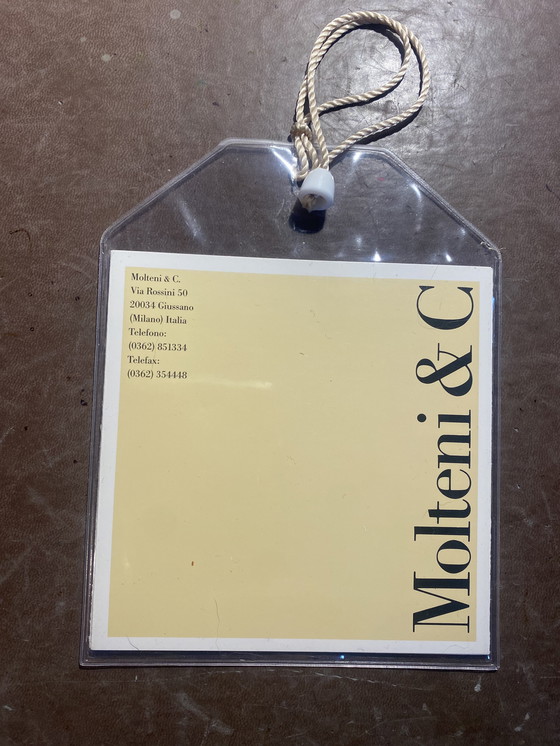 Molteni & C.
Via Rossini 50
20034 Giussano
(Milano) Italia
Telefono:
(0362) 851334
Telefax:
(0362) 354448
Molteni & C